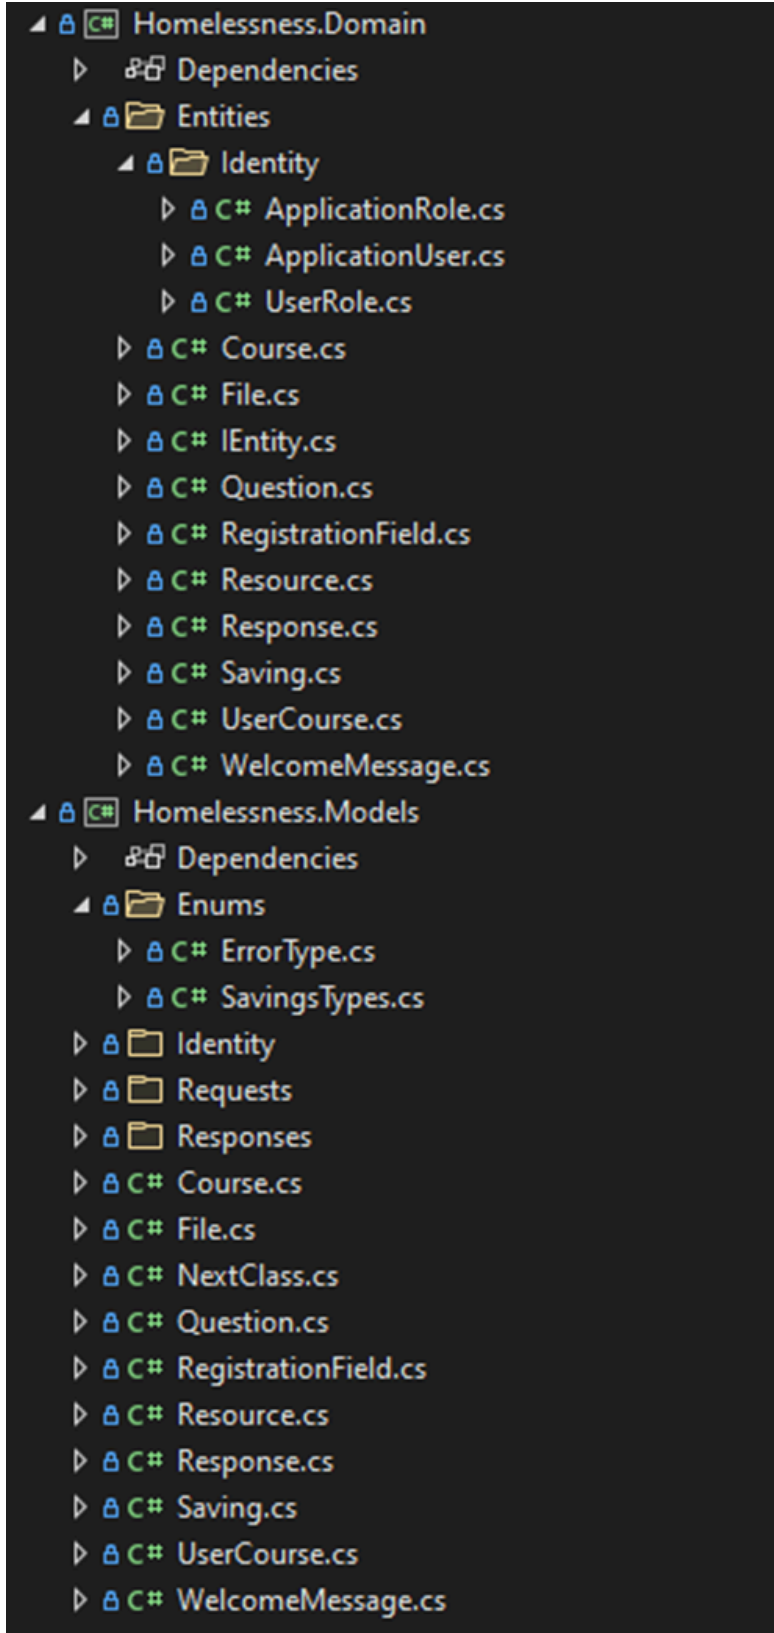 C# Homelessness.Domain
Dependencies
Entities
Identity
C# ApplicationRole.cs
C# ApplicationUser.cs
C# UserRole.cs
C# Course.cs
C# File.cs
C# IEntity.cs
C# Question.cs
C# RegistrationField.cs
C# Resource.cs
C# Response.cs
C# Saving.cs
C# UserCourse.cs
C# WelcomeMessage.cs
C# Homelessness.Models
Dependencies
Enums
C# ErrorType.cs
C# SavingsTypes.cs
Identity
Requests
Responses
C# Course.cs
C# File.cs
C# NextClass.cs
C# Question.cs
C# RegistrationField.cs
C# Resource.cs
C# Response.cs
C# Saving.cs
C# UserCourse.cs
C# WelcomeMessage.cs